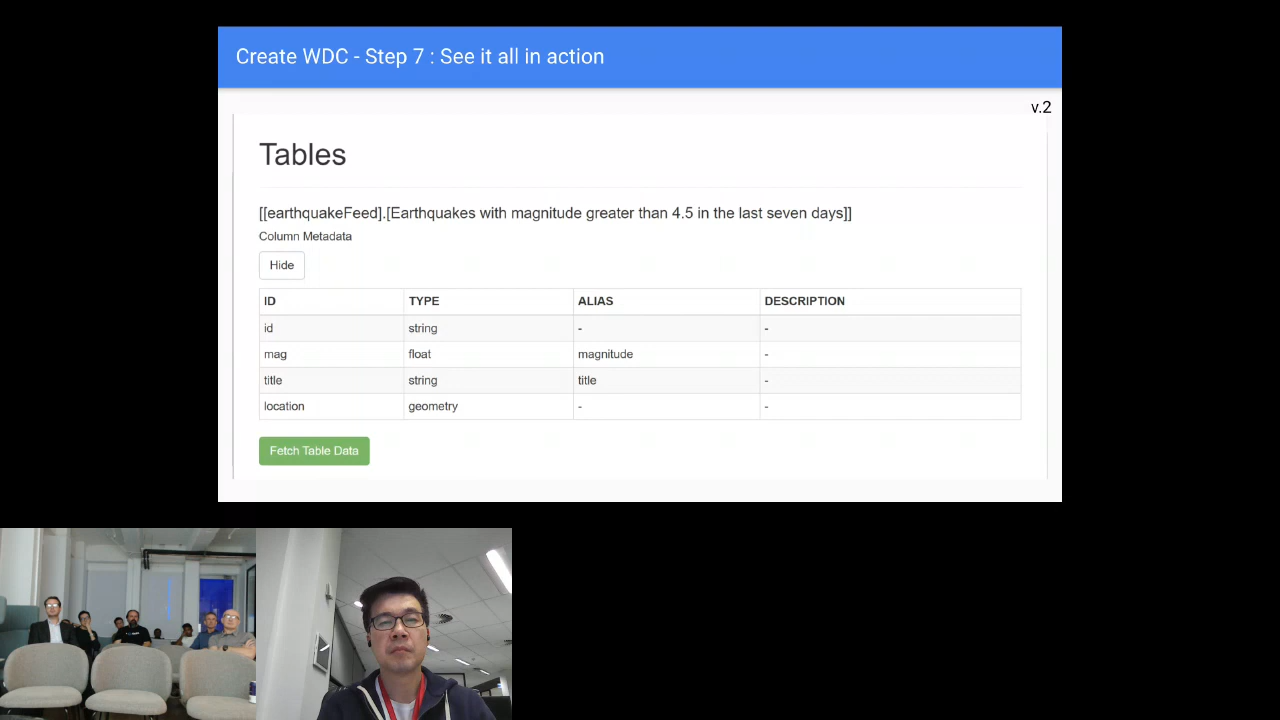 Create WDC - Step 7 : See it all in action
v.2
Tables
[[earthquakeFeed].[Earthquakes with magnitude greater than 4.5 in the last seven days]]
Column Metadata
Hide
ID TYPE ALIAS DESCRIPTION
id string - -
mag float magnitude -
title string title -
location geometry - -
Fetch Table Data